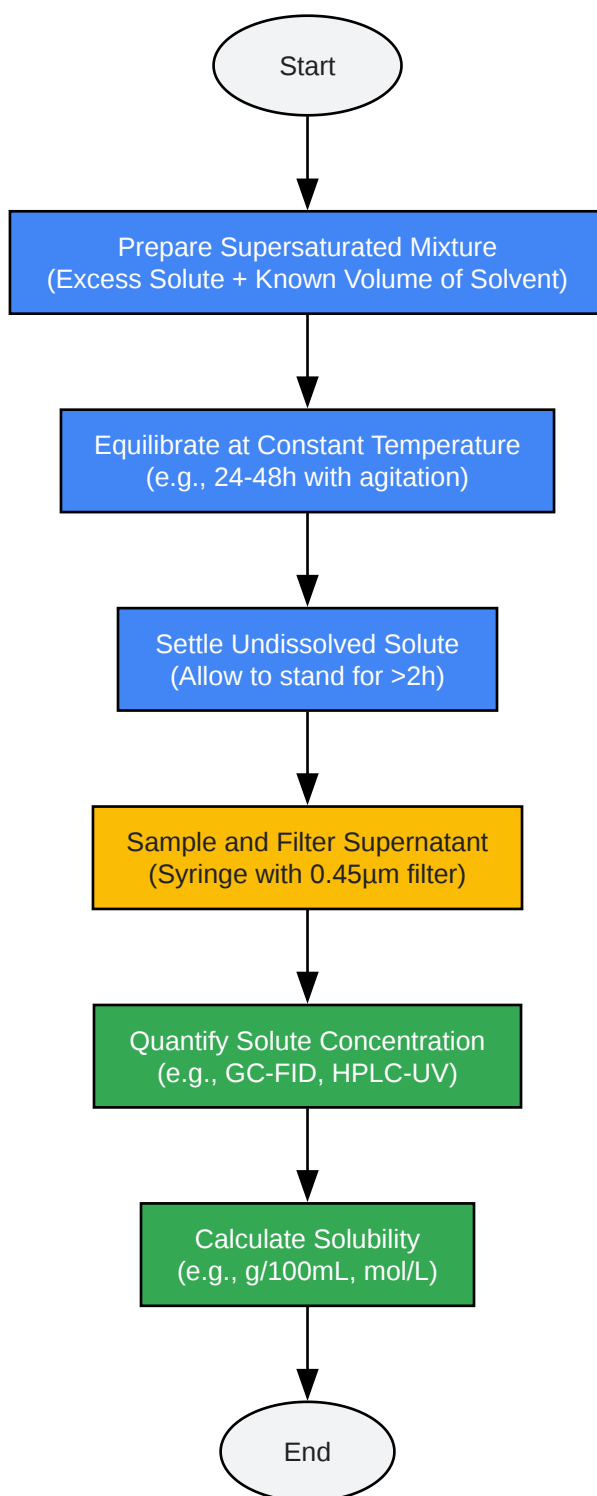 Start
Prepare Supersaturated Mixture
(Excess Solute + Known Volume of Solvent)
Equilibrate at Constant Temperature
(e.g., 24-48h with agitation)
Settle Undissolved Solute
(Allow to stand for >2h)
Sample and Filter Supernatant
(Syringe with 0.45µm filter)
Quantify Solute Concentration
(e.g., GC-FID, HPLC-UV)
Calculate Solubility
(e.g., g/100mL, mol/L)
End